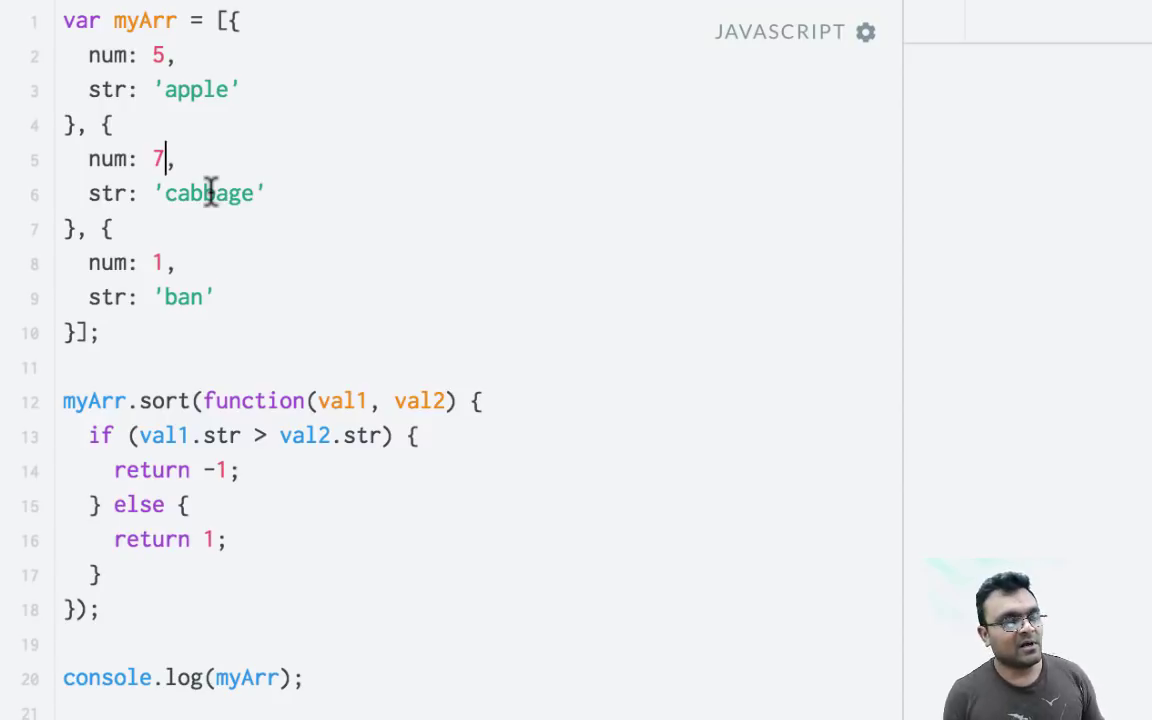 JAVASCRIPT
1 var myArr = [{
2 num: 5,
3 str: 'apple'
4 }, {
5 num: 7,
6 str: 'cabbage'
7 }, {
8 num: 1,
9 str: 'ban'
10 }];
11
12 myArr.sort(function(val1, val2) {
13 if (val1.str > val2.str) {
14 return -1;
15 } else {
16 return 1;
17 }
18 });
19
20 console.log(myArr);
21